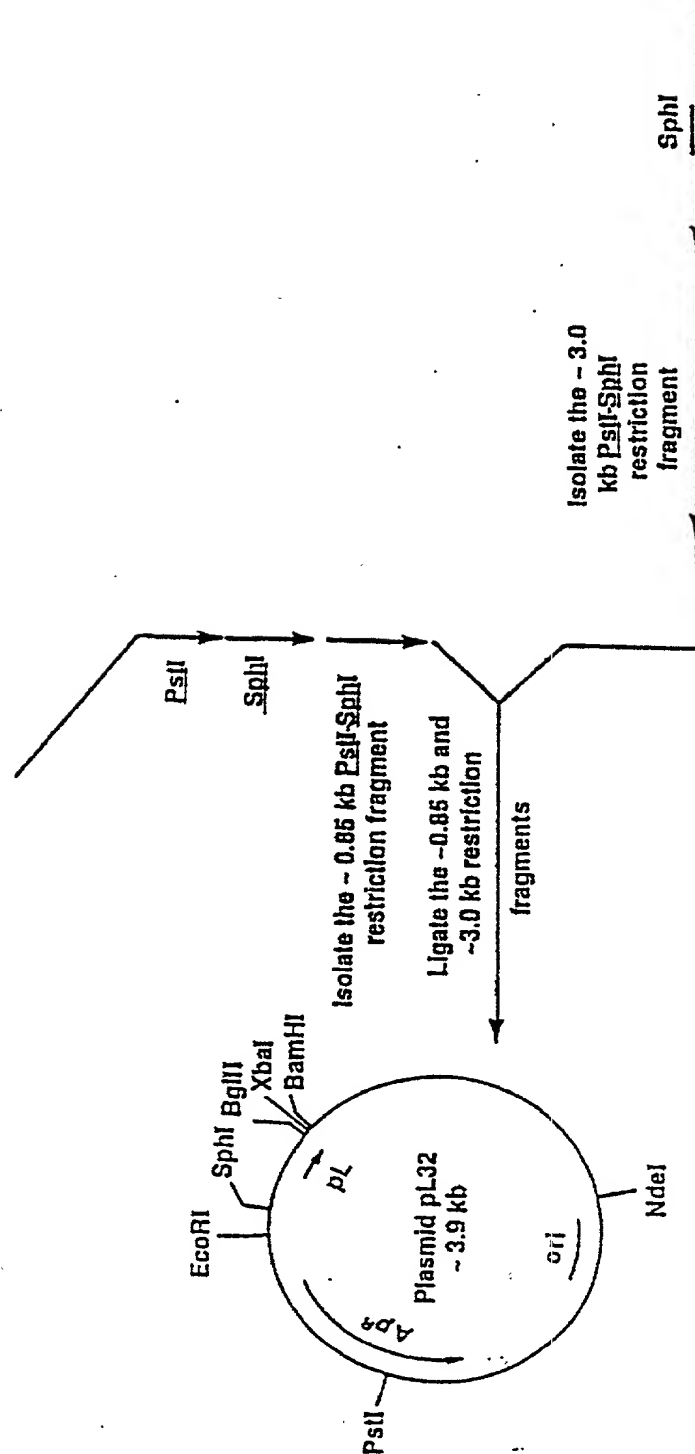 PstI
SphI
Isolate the ~ 0.85 kb PstI-SphI
restriction fragment
Ligate the ~0.85 kb and
~3.0 kb restriction
fragments
Isolate the ~ 3.0
kb PstI-SphI
restriction
fragment
SphI
EcoRI
SphI
BglII
XbaI
BamHI
PstI
ApR
Plasmid pL32
~ 3.9 kb
ori
NdeI